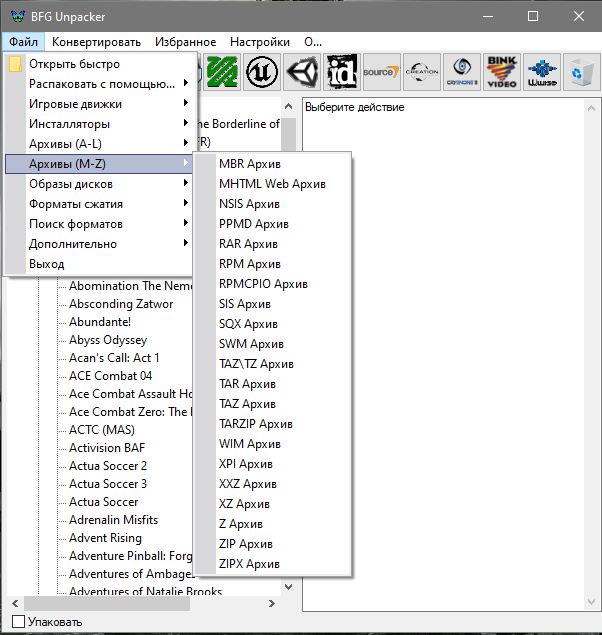 BFG Unpacker
Файл Конвертировать Избранное Настройки О...
Открыть быстро
Распаковать с помощью...
Игровые движки
Инсталляторы
Архивы (A-L)
Архивы (M-Z)
Образы дисков
Форматы сжатия
Поиск форматов
Дополнительно
Выход
id
source
CREATION
CRYENGINE 3
BINK VIDEO
Wwise
Выберите действие
he Borderline of
FR)
MBR Архив
MHTML Web Архив
NSIS Архив
PPMD Архив
RAR Архив
RPM Архив
RPMCPIO Архив
SIS Архив
SQX Архив
SWM Архив
TAZ\TZ Архив
TAR Архив
TAZ Архив
TARZIP Архив
WIM Архив
XPI Архив
XXZ Архив
XZ Архив
Z Архив
ZIP Архив
ZIPX Архив
Abomination The Neme
Absconding Zatwor
Abundante!
Abyss Odyssey
Acan's Call: Act 1
ACE Combat 04
Ace Combat Assault Ho
Ace Combat Zero: The
ACTC (MAS)
Activision BAF
Actua Soccer 2
Actua Soccer 3
Actua Soccer
Adrenalin Misfits
Advent Rising
Adventure Pinball: Forg
Adventures of Ambages
Adventures of Natalie Brooks
Упаковать